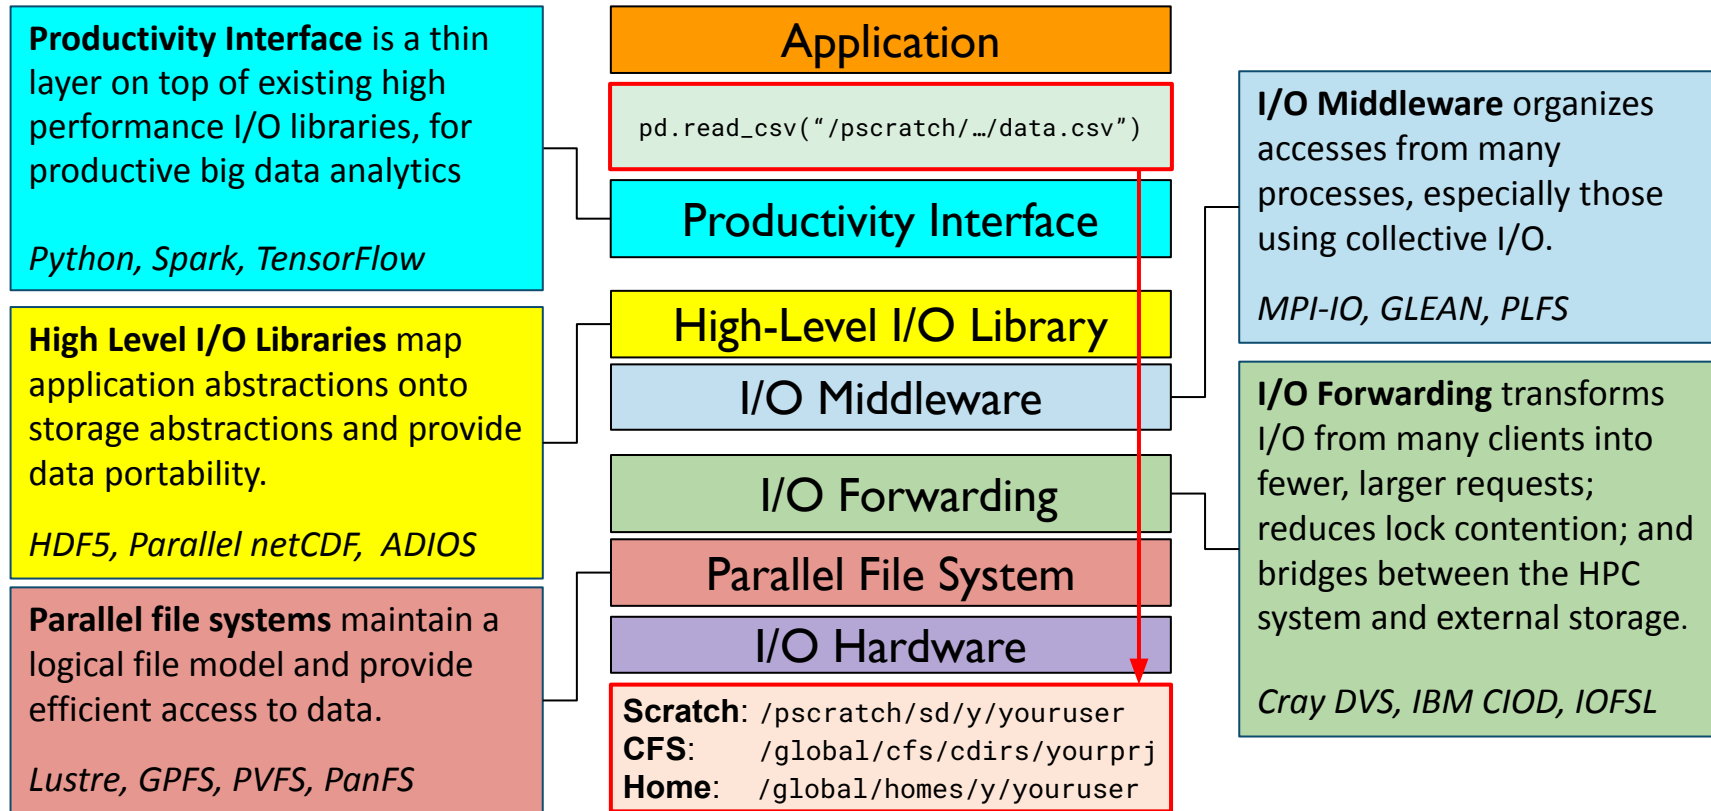 Productivity Interface is a thin
layer on top of existing high
performance I/O libraries, for
productive big data analytics
Python, Spark, TensorFlow
High Level I/O Libraries map
application abstractions onto
storage abstractions and provide
data portability.
HDF5, Parallel netCDF, ADIOS
Parallel file systems maintain a
logical file model and provide
efficient access to data.
Lustre, GPFS, PVFS, PanFS
Application
pd.read_csv(“/pscratch/…/data.csv”)
Productivity Interface
High-Level I/O Library
I/O Middleware
I/O Forwarding
Parallel File System
I/O Hardware
Scratch: /pscratch/sd/y/youruser
CFS: /global/cfs/cdirs/yourprj
Home: /global/homes/y/youruser
I/O Middleware organizes
accesses from many
processes, especially those
using collective I/O.
MPI-IO, GLEAN, PLFS
I/O Forwarding transforms
I/O from many clients into
fewer, larger requests;
reduces lock contention; and
bridges between the HPC
system and external storage.
Cray DVS, IBM CIOD, IOFSL